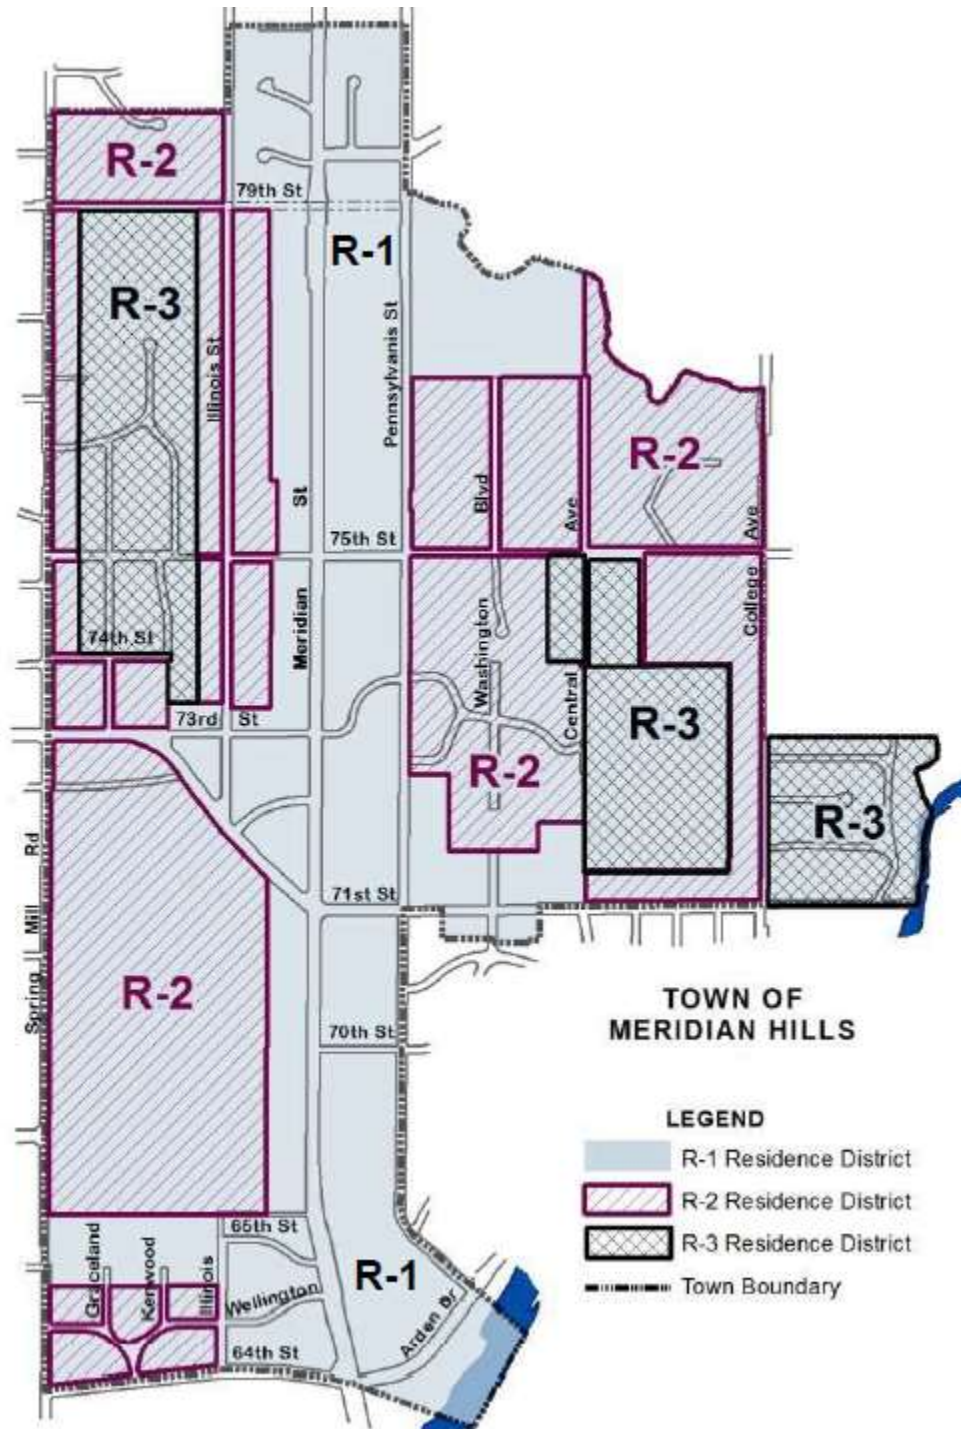 R-2
79th St
R-1
R-3
Illinois St
Pennsylvanis St
R-2
Blvd
Ave
Ave
St
75th St
College
74th St
Meridian
Washington
Central
73rd St
R-3
R-2
R-3
Rd
71st St
Mill
R-2
Spring
70th St
TOWN OF
MERIDIAN HILLS
LEGEND
R-1 Residence District
R-2 Residence District
R-3 Residence District
Town Boundary
65th St
Graceland
Kenwood
Illinois
Wellington
R-1
Arden Dr
64th St